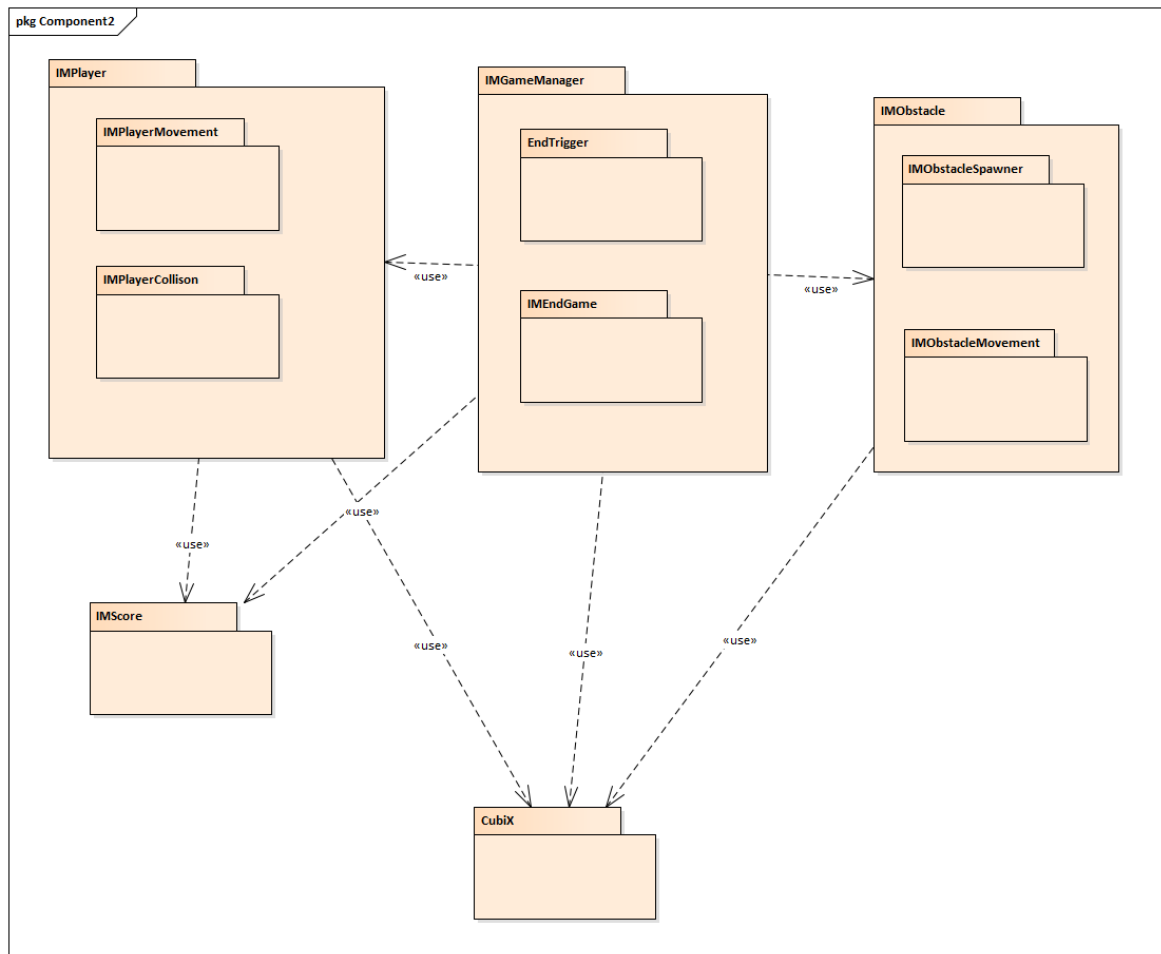 pkg Component2
IMPlayer
IMPlayerMovement
IMPlayerCollison
IMGameManager
EndTrigger
IMEndGame
IMObstacle
IMObstacleSpawner
IMObstacleMovement
«use»
«use»
«use»
«use»
«use»
«use»
«use»
IMScore
CubiX